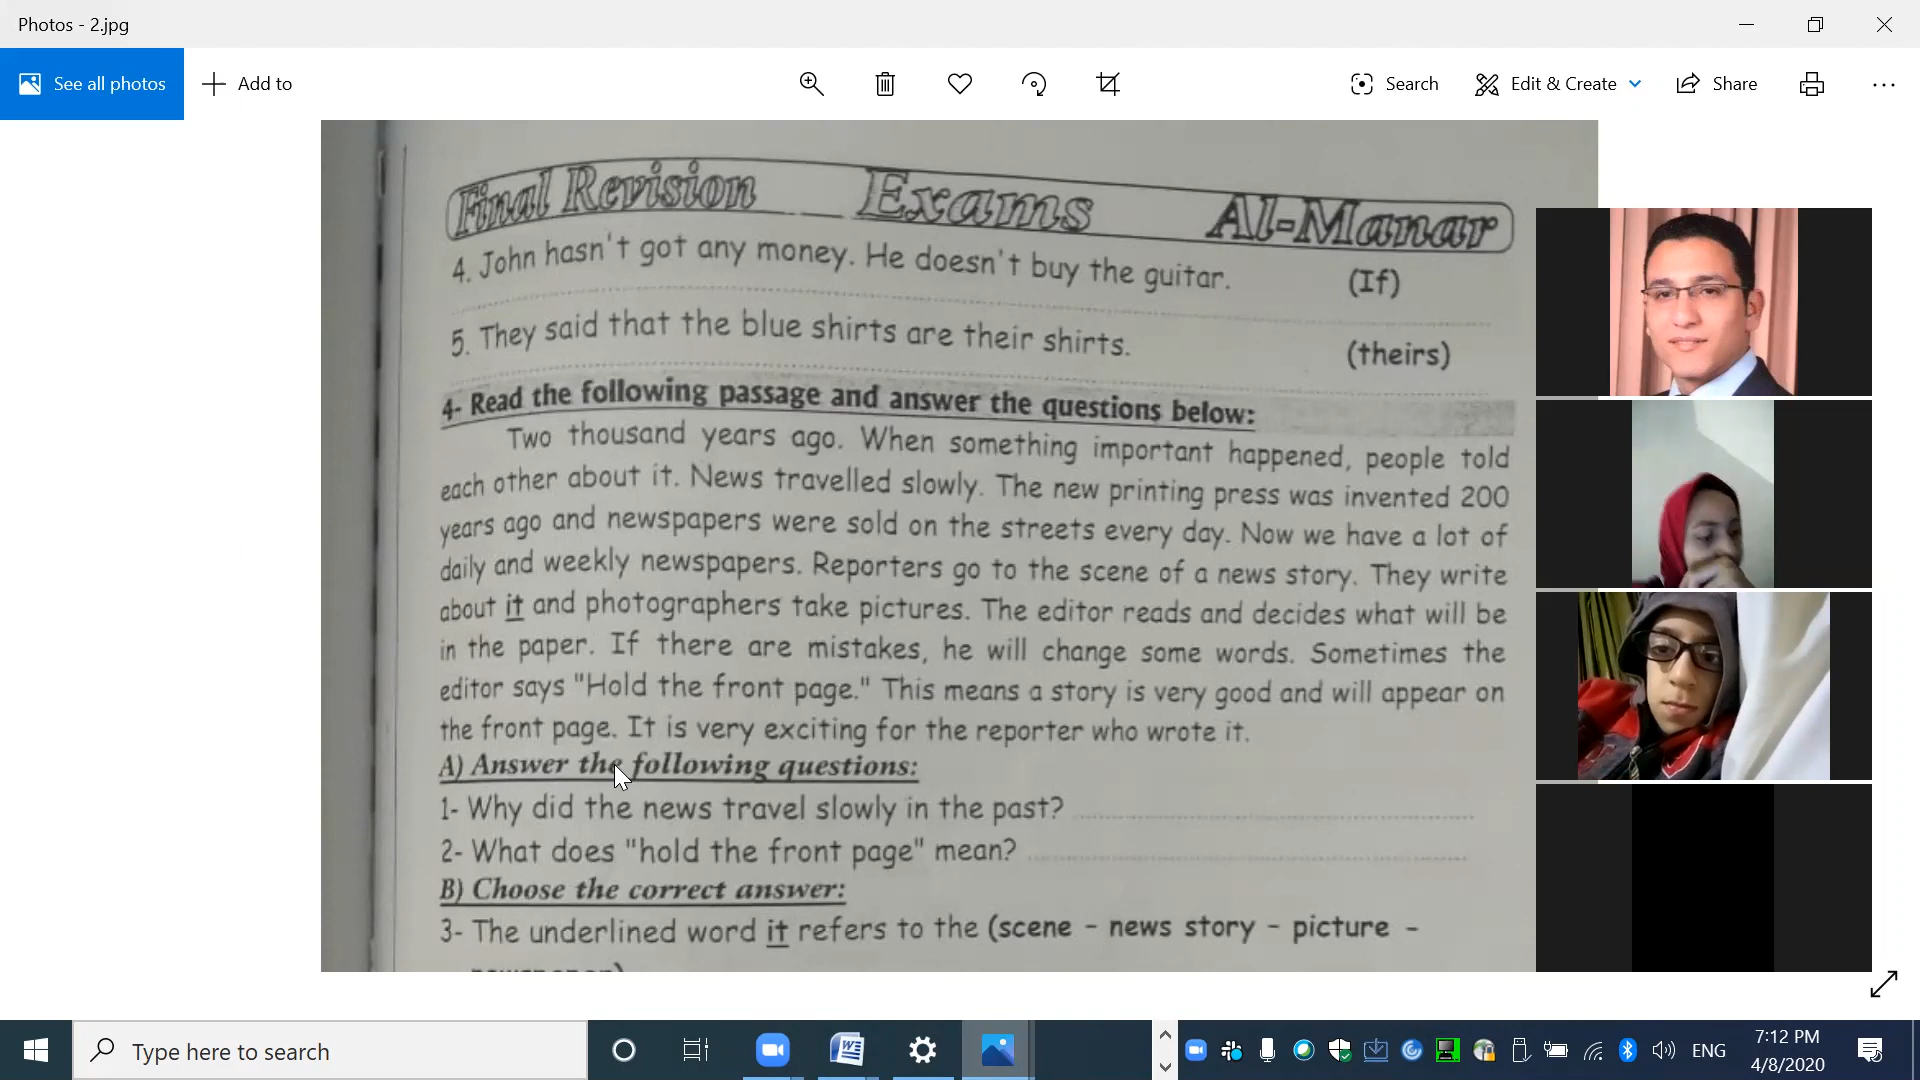 Photos - 2.jpg
See all photos
Add to
Search
Edit & Create
Share
Final Revision Exams Al-Manar
4. John hasn't got any money. He doesn't buy the guitar. (If)
5. They said that the blue shirts are their shirts. (theirs)
4- Read the following passage and answer the questions below:
Two thousand years ago. When something important happened, people told
each other about it. News travelled slowly. The new printing press was invented 200
years ago and newspapers were sold on the streets every day. Now we have a lot of
daily and weekly newspapers. Reporters go to the scene of a news story. They write
about it and photographers take pictures. The editor reads and decides what will be
in the paper. If there are mistakes, he will change some words. Sometimes the
editor says "Hold the front page." This means a story is very good and will appear on
the front page. It is very exciting for the reporter who wrote it.
A) Answer the following questions:
1- Why did the news travel slowly in the past?
2- What does "hold the front page" mean?
B) Choose the correct answer:
3- The underlined word it refers to the (scene - news story - picture -
Type here to search
ENG
7:12 PM
4/8/2020